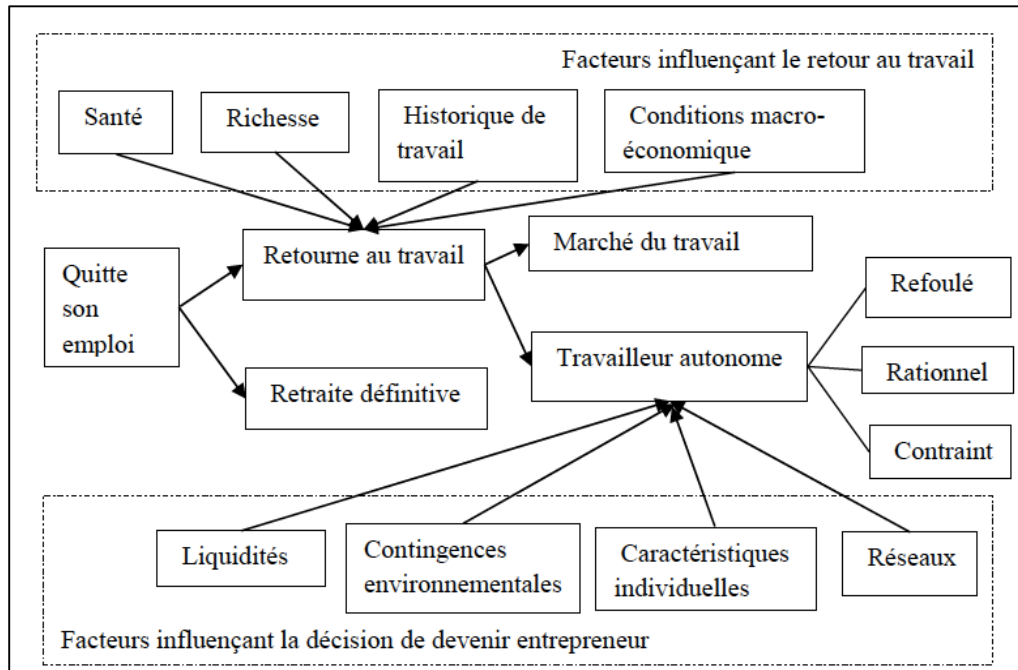 Facteurs influençant le retour au travail
Santé
Richesse
Historique de
travail
Conditions macro-
économique
Retourne au travail
Marché du travail
Quitte
son
emploi
Refoulé
Travailleur autonome
Rationnel
Retraite définitive
Contraint
Liquidités
Contingences
environnementales
Caractéristiques
individuelles
Réseaux
Facteurs influençant la décision de devenir entrepreneur